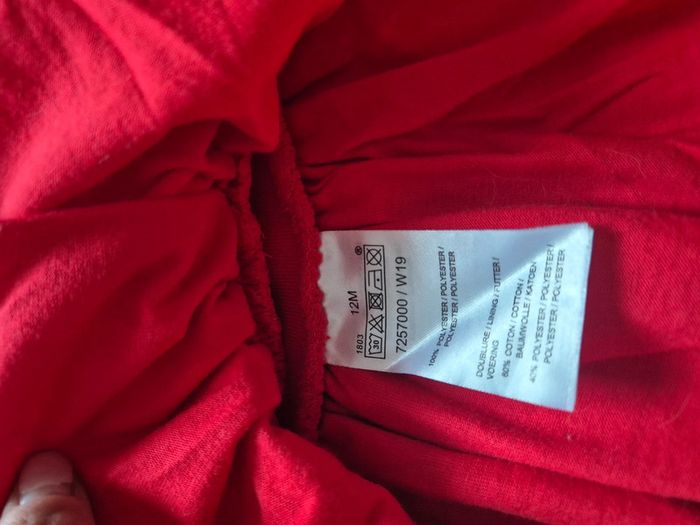 1803 12M ®
30
7257000 / W19
100% POLYESTER / POLYESTER /
POLYESTER / POLYESTER
DOUBLURE / LINING / FUTTER /
VOERING
60% COTON / COTTON /
BAUMWOLLE / KATOEN
40% POLYESTER / POLYESTER /
POLYESTER / POLYESTER